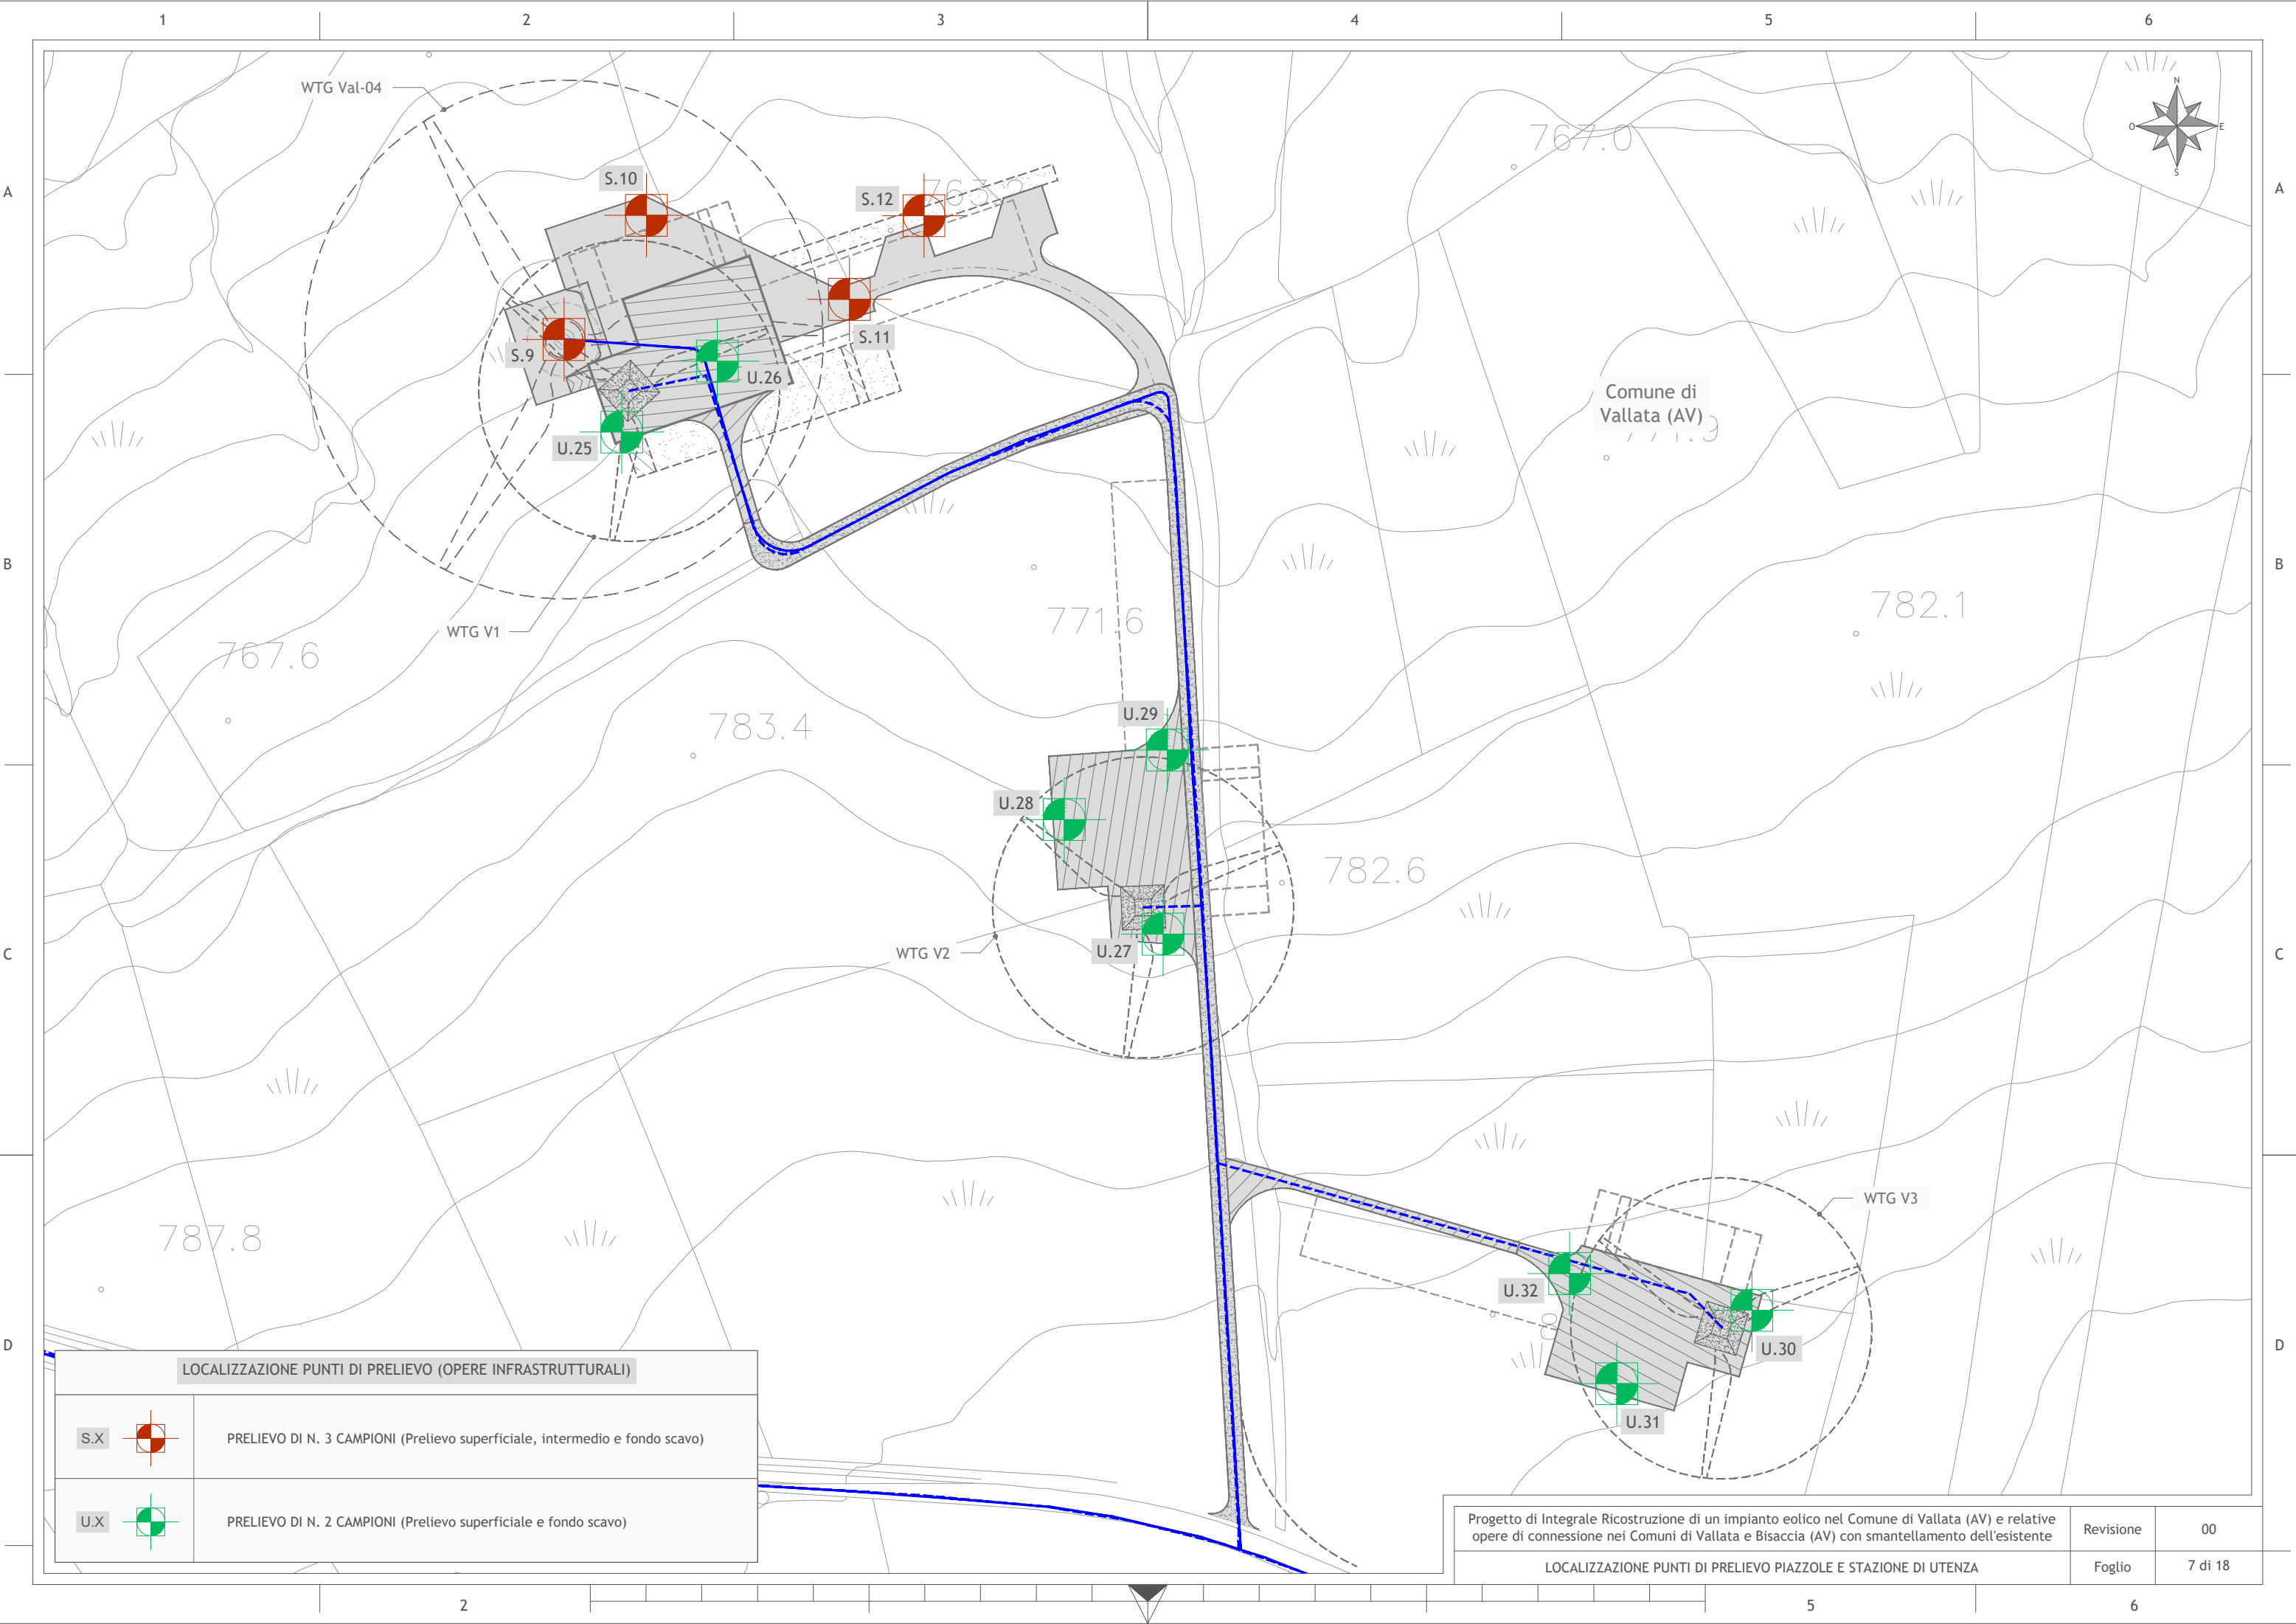 1
2
3
4
5
6
A
A
B
B
C
C
D
D
N
O
E
S
WTG Val-04
767.0
S.10
S.12
S.11
S.9
U.26
U.25
Comune di
Vallata (AV)
WTG V1
771.6
782.1
767.6
783.4
U.29
U.28
782.6
U.27
WTG V2
WTG V3
787.8
U.32
U.30
U.31
LOCALIZZAZIONE PUNTI DI PRELIEVO (OPERE INFRASTRUTTURALI)
S.X
PRELIEVO DI N. 3 CAMPIONI (Prelievo superficiale, intermedio e fondo scavo)
U.X
PRELIEVO DI N. 2 CAMPIONI (Prelievo superficiale e fondo scavo)
Progetto di Integrale Ricostruzione di un impianto eolico nel Comune di Vallata (AV) e relative
opere di connessione nei Comuni di Vallata e Bisaccia (AV) con smantellamento dell'esistente
Revisione
00
LOCALIZZAZIONE PUNTI DI PRELIEVO PIAZZOLE E STAZIONE DI UTENZA
Foglio
7 di 18
2
5
6